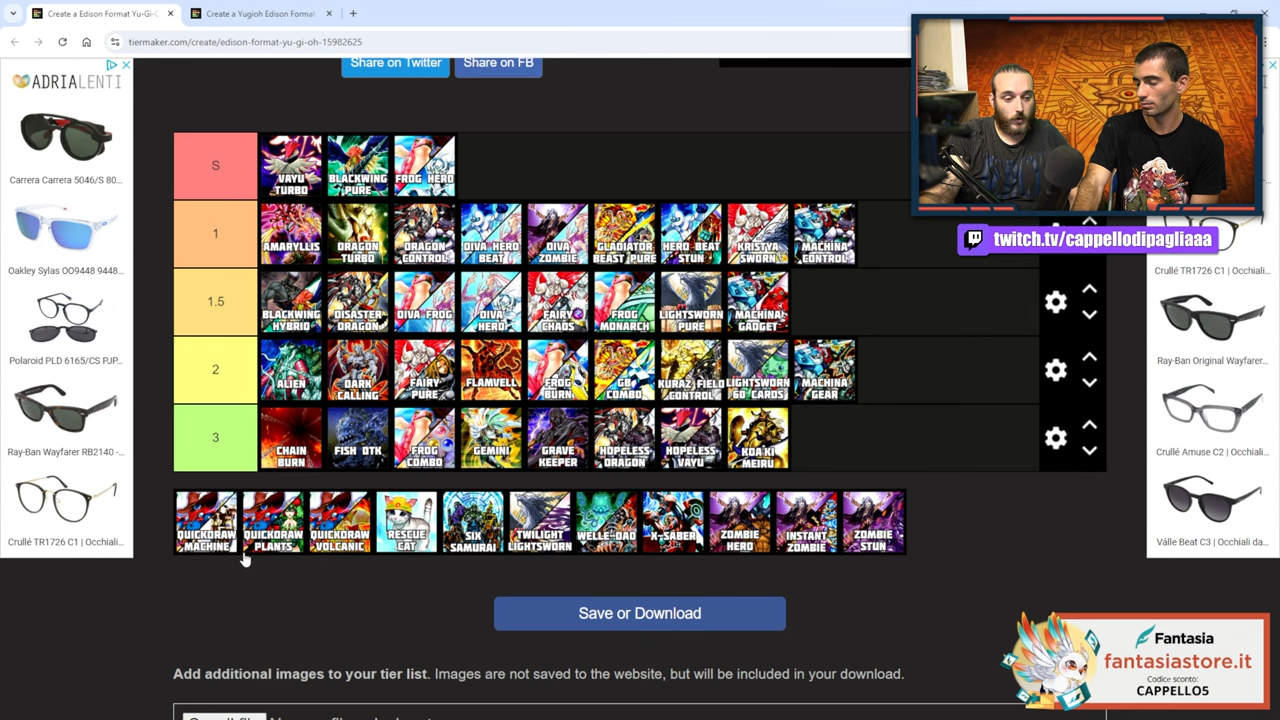 Create a Edison Format Yu-Gi-O
Create a Yugioh Edison Format
tiermaker.com/create/edison-format-yu-gi-oh-15982625
ADRIALENTI
Carrera Carrera 5046/S 80...
Oakley Sylas OO9448 9448...
Polaroid PLD 6165/CS PJP...
Ray-Ban Wayfarer RB2140 -...
Crullé TR1726 C1 | Occhiali...
Share on Twitter
Share on FB
S
VAYU TURBO
BLACKWING PURE
FROG HERO
1
AMARYLLIS
DRAGON TURBO
DRAGON CONTROL
DIVA HERO BEAT
DIVA ZOMBIE
GLADIATOR BEAST PURE
HERO BEAT STUN
KRISTYA SWORN
MACHINA CONTROL
1.5
BLACKWING HYBRID
DISASTER DRAGON
DIVA FROG
DIVA HERO
FAIRY CHAOS
FROG MONARCH
LIGHTSWORN PURE
MACHINA GADGET
2
ALIEN
DARK CALLING
FAIRY PURE
FLAMVELL
FROG BURN
GB COMBO
KURAZ FIELD CONTROL
LIGHTSWORN 60 CARDS
MACHINA GEAR
3
CHAIN BURN
FISH OTK
FROG COMBO
GEMINI
GRAVE KEEPER
HOPELESS DRAGON
HOPELESS VAYU
KOA KI MEIRU
QUICKDRAW MACHINE
QUICKDRAW PLANTS
QUICKDRAW VOLCANIC
RESCUE CAT
SIX SAMURAI
TWILIGHT LIGHTSWORN
WELLE-DAD
X-SABER
ZOMBIE HERO
INSTANT ZOMBIE
ZOMBIE STUN
Save or Download
Add additional images to your tier list. Images are not saved to the website, but will be included in your download.
twitch.tv/cappellodipagliaaa
Crullé TR1726 C1 | Occhiali...
Ray-Ban Original Wayfarer...
Crullé Amuse C2 | Occhiali...
Válle Beat C3 | Occhiali da...
Fantasia
fantasiastore.it
Codice sconto:
CAPPELLO5